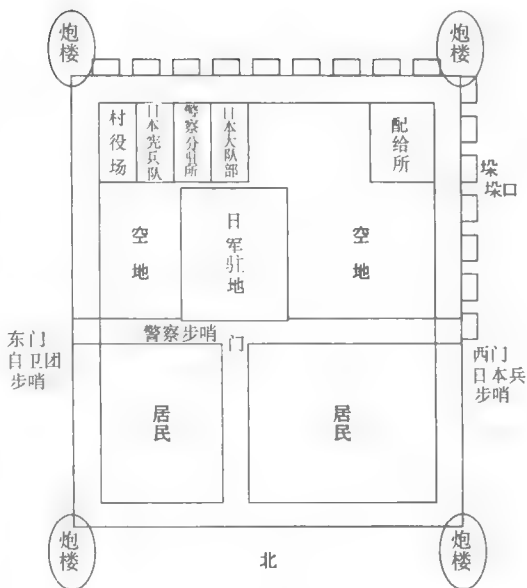 炮楼
炮楼
村役场
日本宪兵队
警察分驻所
日本大队部
配给所
垛
垛口
空地
日军驻地
空地
警察步哨
门
东门
自卫团
步哨
西门
日本兵
步哨
居民
居民
炮楼
炮楼
北